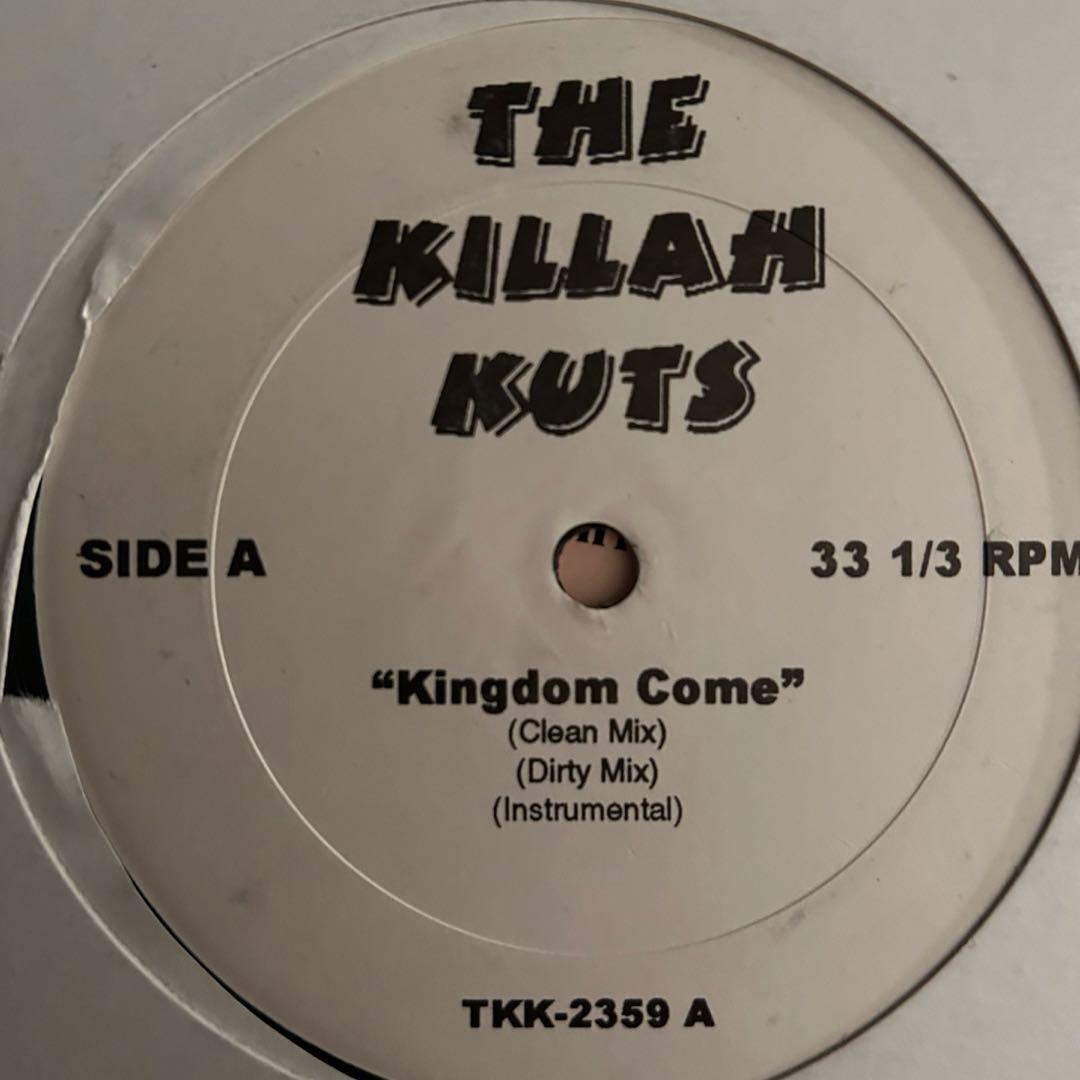 THE
KILLAH
KUTS
SIDE A
33 1/3 RPM
“Kingdom Come”
(Clean Mix)
(Dirty Mix)
(Instrumental)
TKK-2359 A